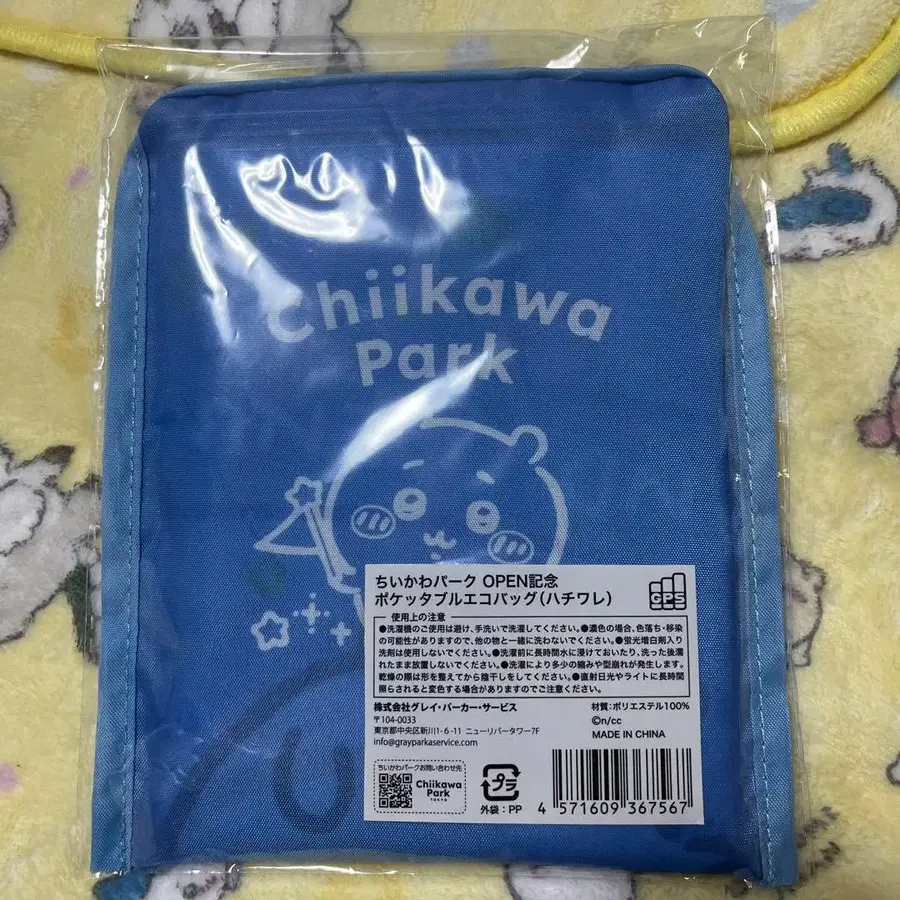 Chiikawa
Park
ちいかわパーク OPEN記念
ポケッタブルエコバッグ(ハチワレ)
GPS
使用上の注意
●洗濯機のご使用は避け、手洗いで洗濯してください。●濃色の場合、色落ち・移染
の可能性がありますので、他の物と一緒に洗わないでください。●蛍光増白剤入り
洗剤は使用しないでください。●洗濯前に長時間水に浸けておいたり、洗った後濡
れたまま放置しないでください。●洗濯により多少の縮みや型崩れが発生します。
乾燥の際は形を整えてから陰干しをしてください。●直射日光やライトに長時間
照らされると変色する場合がありますのでご注意ください。
株式会社グレイ・パーカー・サービス
〒104-0033
東京都中央区新川1-6-11 ニューリバータワー7F
info@grayparkaservice.com
材質:ポリエステル100%
©n/cc
MADE IN CHINA
ちいかわパークお問い合わせ先
Chiikawa
Park
TOKYO
プラ
外袋:PP
4 571609 367567